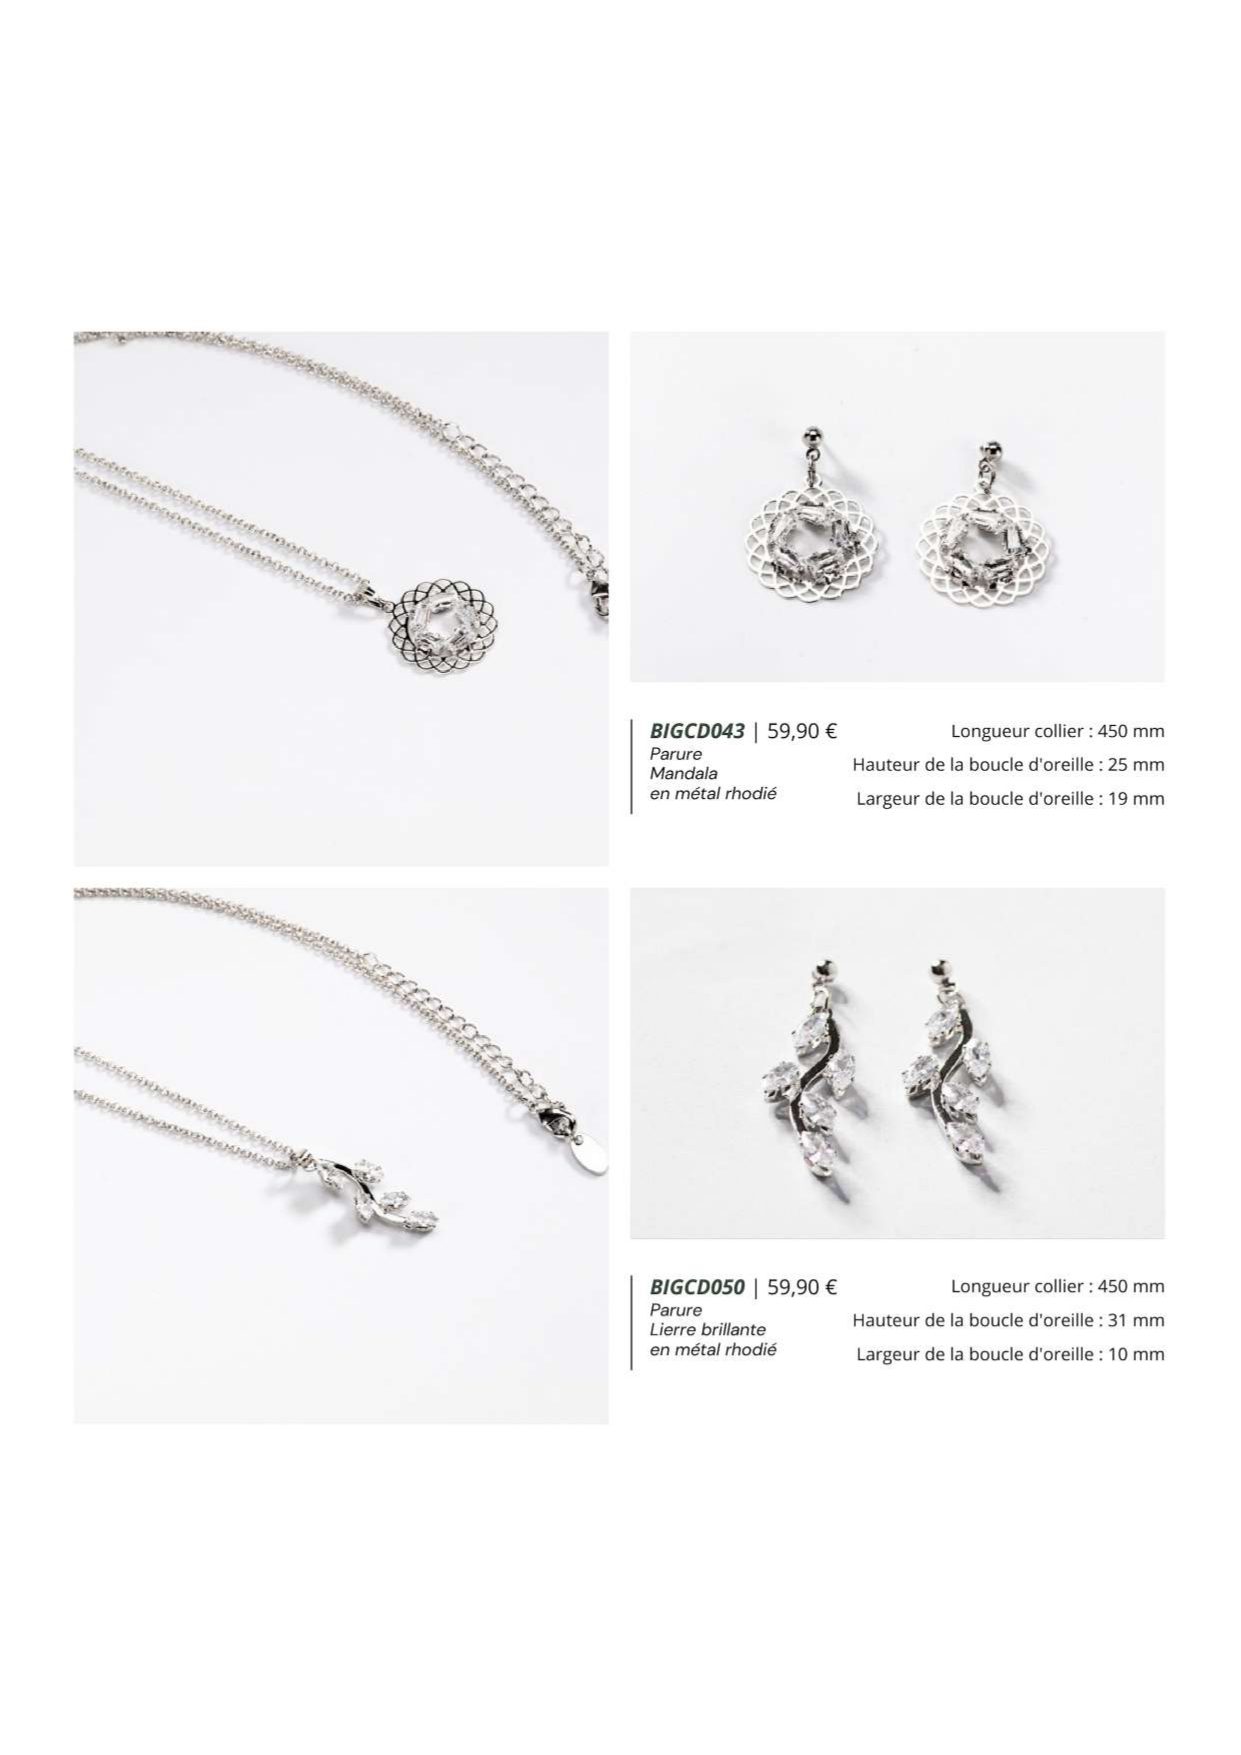 BIGCD043 | 59,90 €
Parure
Mandala
en métal rhodié
Longueur collier : 450 mm
Hauteur de la boucle d'oreille : 25 mm
Largeur de la boucle d'oreille : 19 mm
BIGCD050 | 59,90 €
Parure
Lierre brillante
en métal rhodié
Longueur collier : 450 mm
Hauteur de la boucle d'oreille : 31 mm
Largeur de la boucle d'oreille : 10 mm